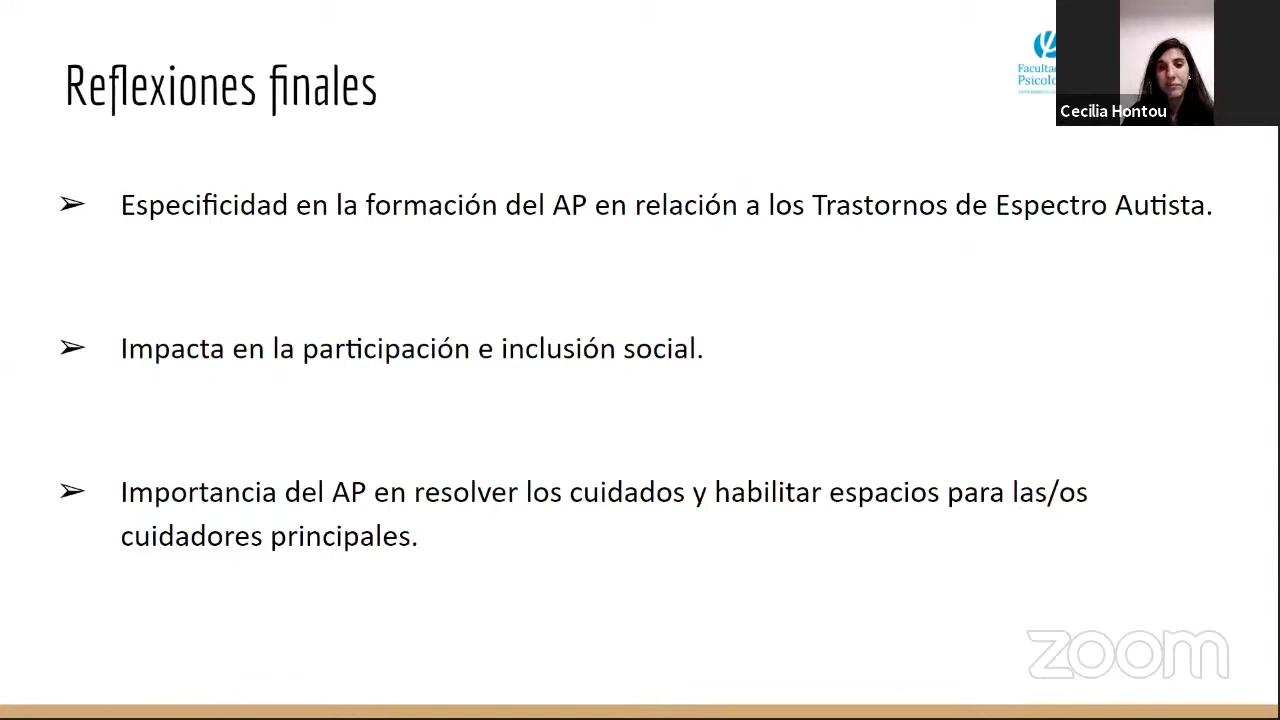 Reflexiones finales
Cecilia Hontou
➢ Especificidad en la formación del AP en relación a los Trastornos de Espectro Autista.
➢ Impacta en la participación e inclusión social.
➢ Importancia del AP en resolver los cuidados y habilitar espacios para las/os
cuidadores principales.
zoom